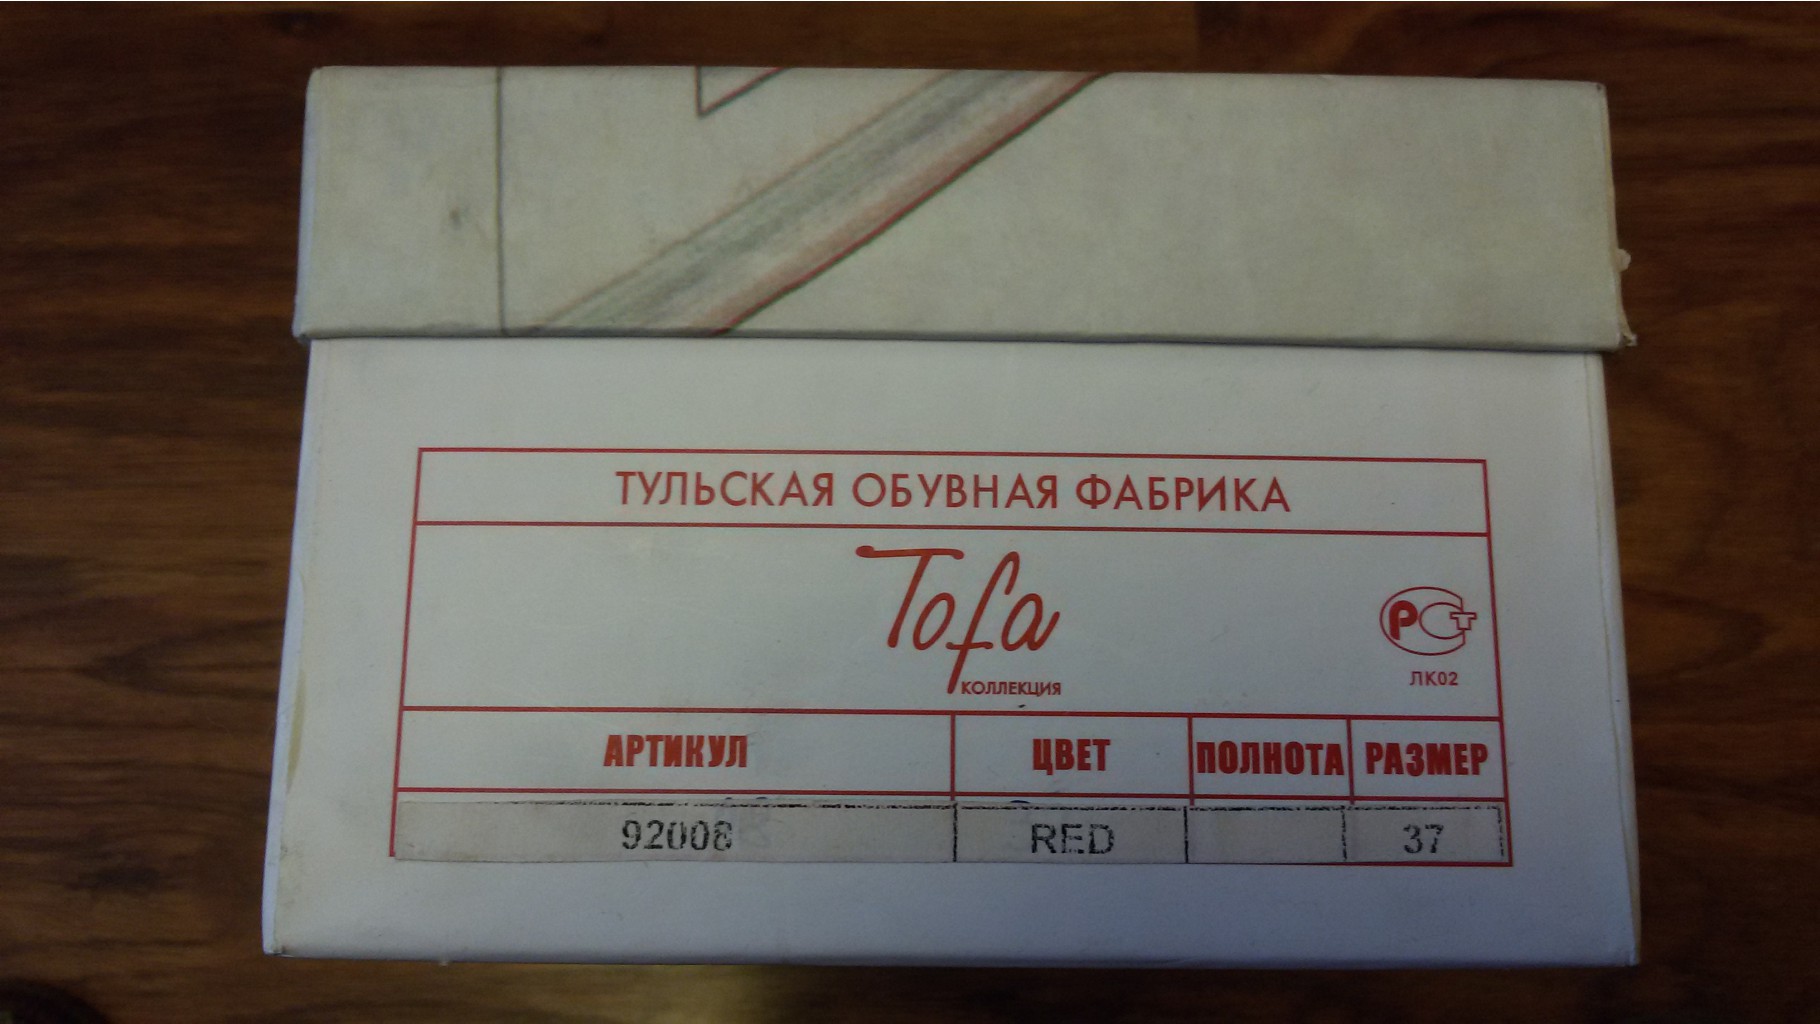 ТУЛЬСКАЯ ОБУВНАЯ ФАБРИКА
Tofa
КОЛЛЕКЦИЯ
РСТ
ЛК02
АРТИКУЛ ЦВЕТ ПОЛНОТА РАЗМЕР
92008 RED 37